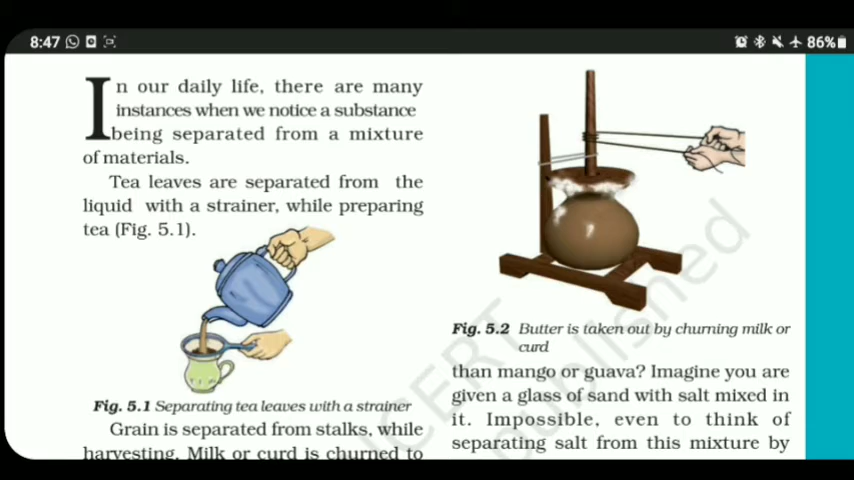 8:47
86%
In our daily life, there are many
instances when we notice a substance
being separated from a mixture
of materials.
Tea leaves are separated from the
liquid with a strainer, while preparing
tea (Fig. 5.1).
Fig. 5.1 Separating tea leaves with a strainer
Grain is separated from stalks, while
harvesting. Milk or curd is churned to
Fig. 5.2 Butter is taken out by churning milk or
curd
than mango or guava? Imagine you are
given a glass of sand with salt mixed in
it. Impossible, even to think of
separating salt from this mixture by
NCERT
published